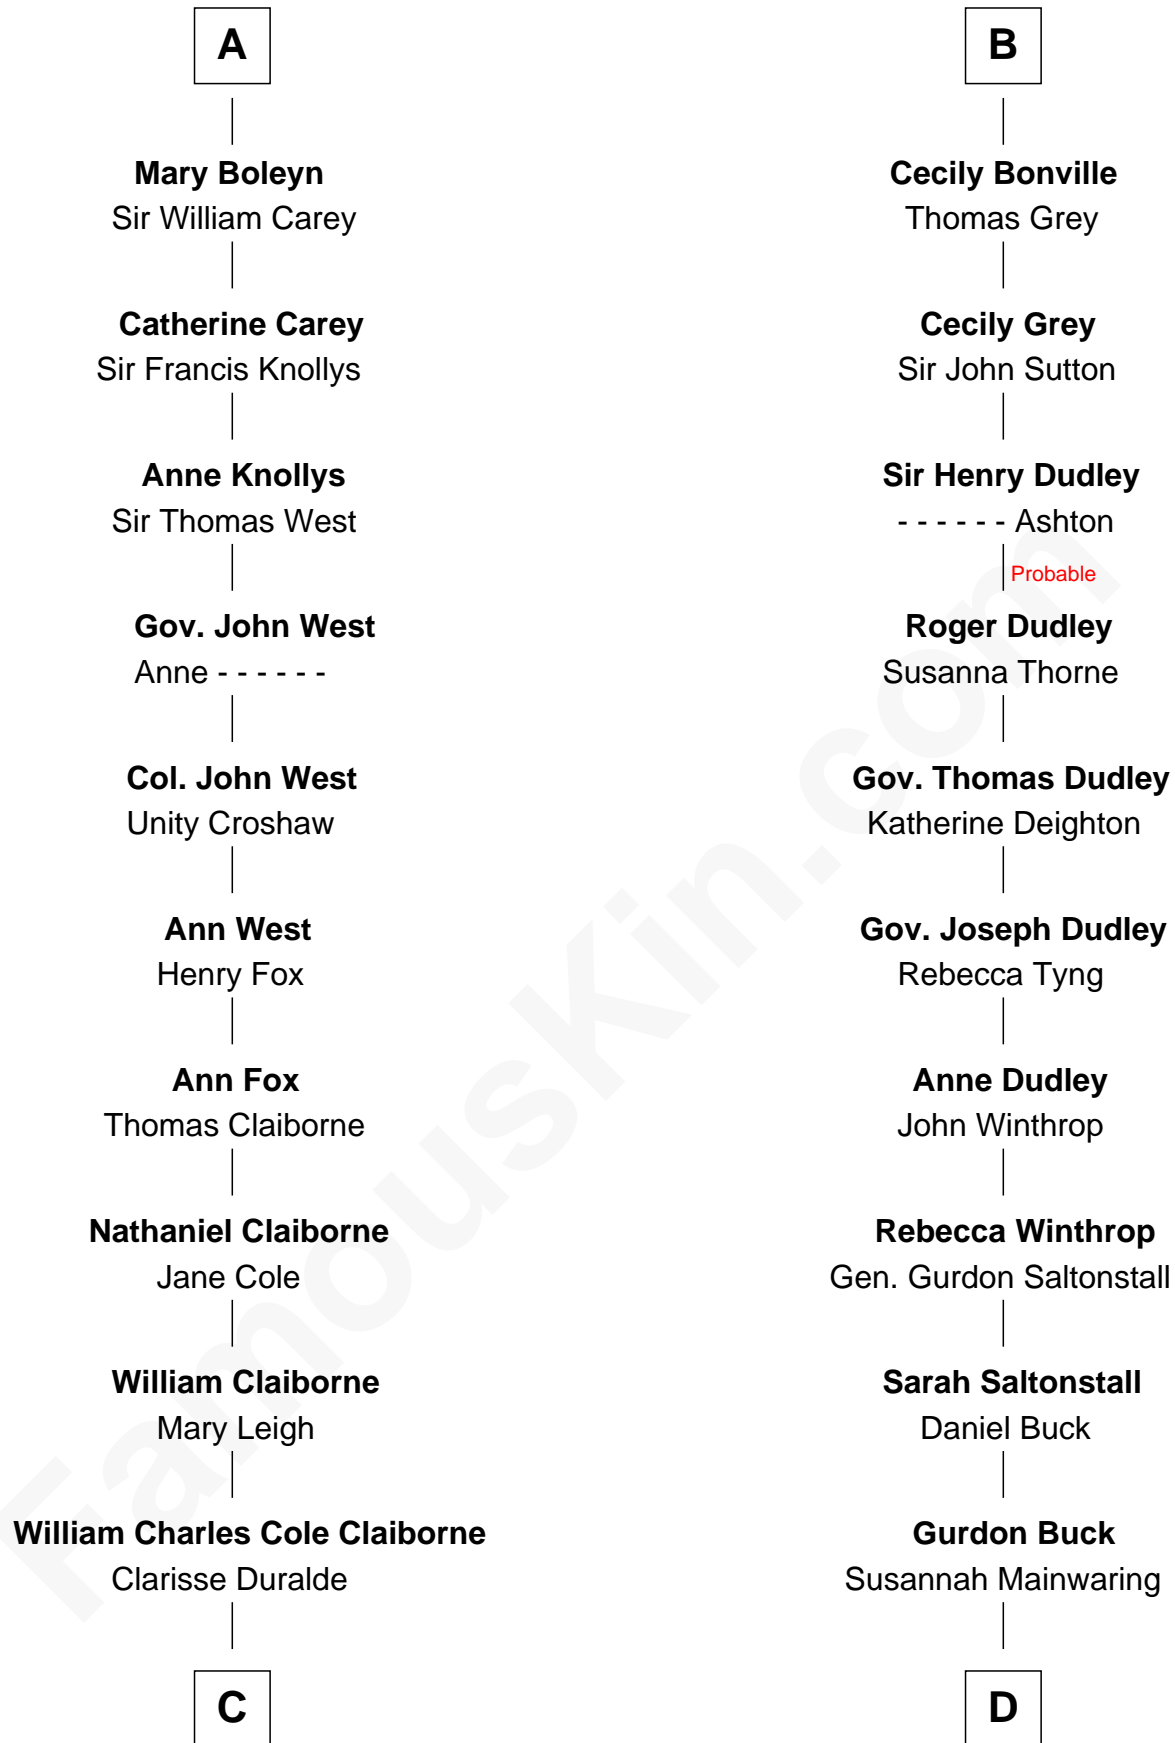 A
Mary Boleyn
Sir William Carey
Catherine Carey
Sir Francis Knollys
Anne Knollys
Sir Thomas West
Gov. John West
Anne - - - - - -
Col. John West
Unity Croshaw
Ann West
Henry Fox
Ann Fox
Thomas Claiborne
Nathaniel Claiborne
Jane Cole
William Claiborne
Mary Leigh
William Charles Cole Claiborne
Clarisse Duralde
C
B
Cecily Bonville
Thomas Grey
Cecily Grey
Sir John Sutton
Sir Henry Dudley
- - - - - - Ashton
Probable
Roger Dudley
Susanna Thorne
Gov. Thomas Dudley
Katherine Deighton
Gov. Joseph Dudley
Rebecca Tyng
Anne Dudley
John Winthrop
Rebecca Winthrop
Gen. Gurdon Saltonstall
Sarah Saltonstall
Daniel Buck
Gurdon Buck
Susannah Mainwaring
D
FamousKin.com